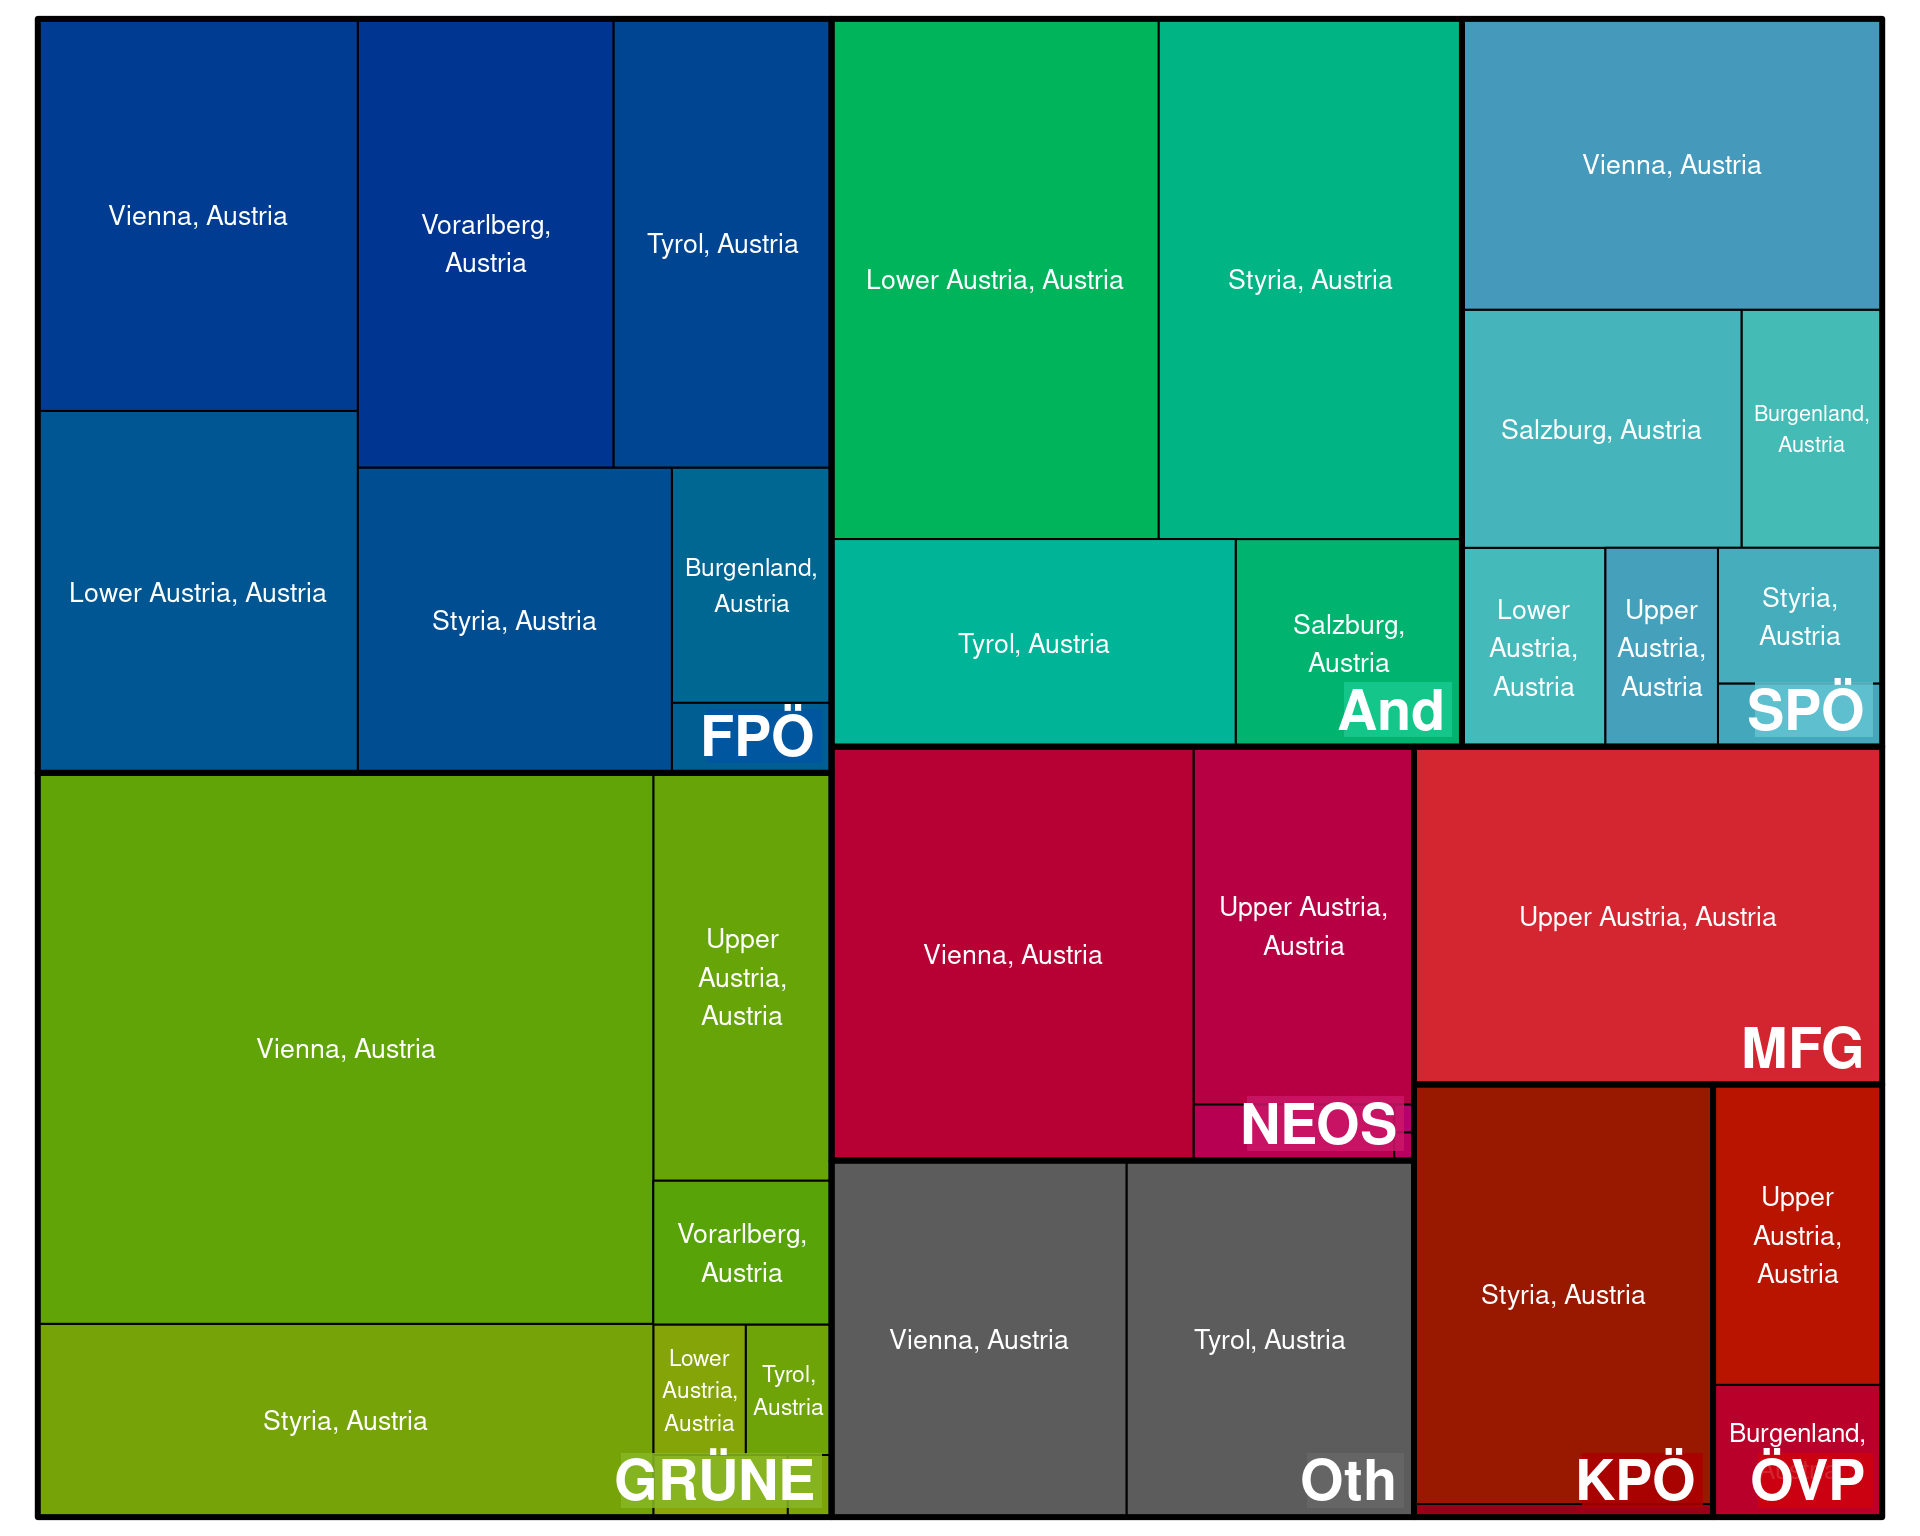 Vienna, Austria
Vorarlberg,
Austria
Tyrol, Austria
Lower Austria, Austria
Styria, Austria
Burgenland,
Austria
FPÖ
Lower Austria, Austria
Styria, Austria
Tyrol, Austria
Salzburg,
Austria
And
Vienna, Austria
Salzburg, Austria
Burgenland,
Austria
Lower
Austria,
Austria
Upper
Austria,
Austria
Styria,
Austria
SPÖ
Vienna, Austria
Upper
Austria,
Austria
Vorarlberg,
Austria
Styria, Austria
Lower
Austria,
Austria
Tyrol,
Austria
GRÜNE
Vienna, Austria
Upper Austria,
Austria
NEOS
Upper Austria, Austria
MFG
Vienna, Austria
Tyrol, Austria
Oth
Styria, Austria
KPÖ
Upper
Austria,
Austria
Burgenland,
ÖVP